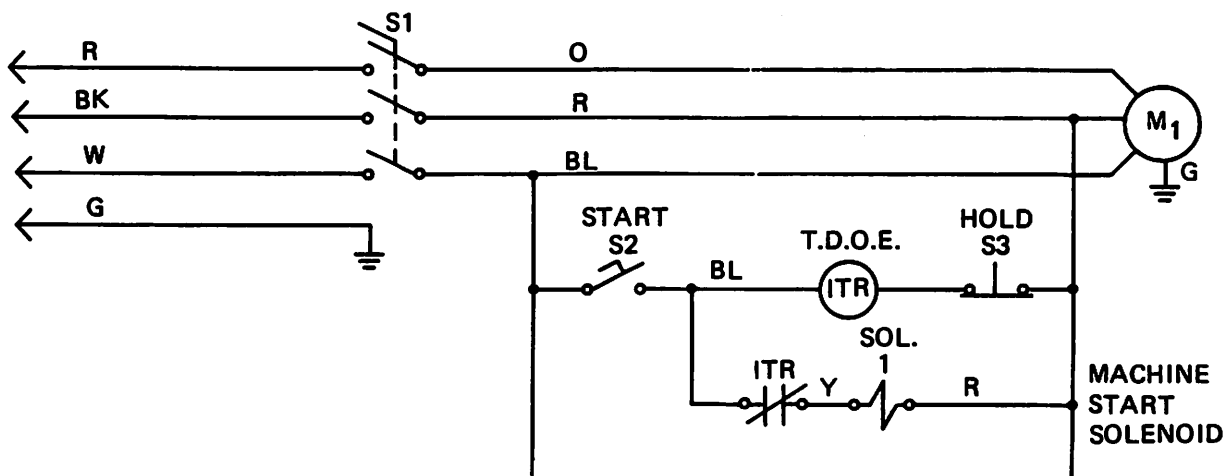 S1
R
O
BK
R
M1
W
BL
G
G
START
S2
T.D.O.E.
HOLD
S3
BL
ITR
SOL.
1
ITR
Y
R
MACHINE
START
SOLENOID